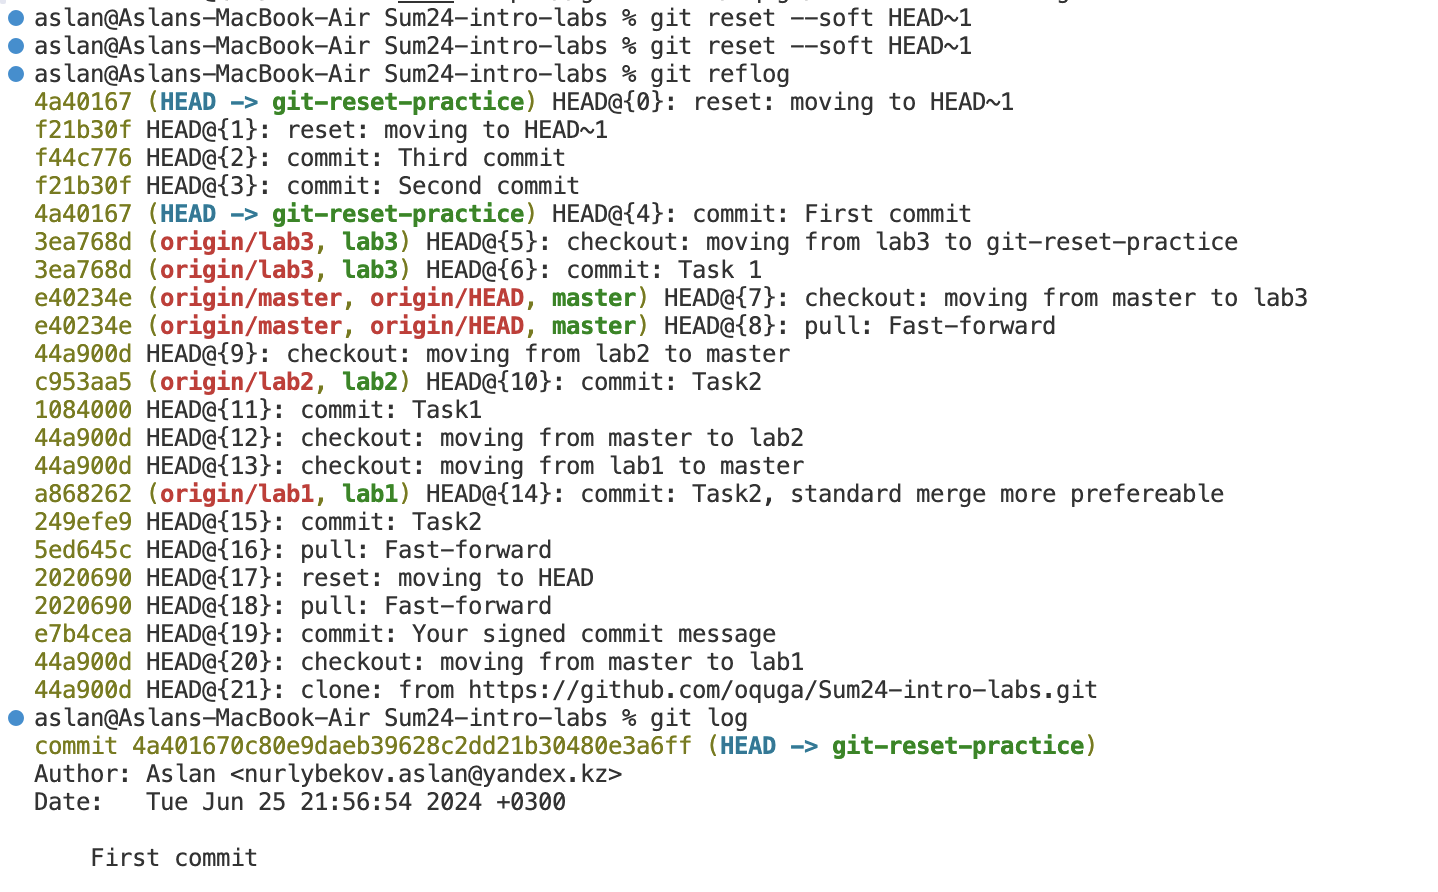 aslan@Aslans-MacBook-Air Sum24-intro-labs % git reset --soft HEAD~1
aslan@Aslans-MacBook-Air Sum24-intro-labs % git reset --soft HEAD~1
aslan@Aslans-MacBook-Air Sum24-intro-labs % git reflog
4a40167 (HEAD -> git-reset-practice) HEAD@{0}: reset: moving to HEAD~1
f21b30f HEAD@{1}: reset: moving to HEAD~1
f44c776 HEAD@{2}: commit: Third commit
f21b30f HEAD@{3}: commit: Second commit
4a40167 (HEAD -> git-reset-practice) HEAD@{4}: commit: First commit
3ea768d (origin/lab3, lab3) HEAD@{5}: checkout: moving from lab3 to git-reset-practice
3ea768d (origin/lab3, lab3) HEAD@{6}: commit: Task 1
e40234e (origin/master, origin/HEAD, master) HEAD@{7}: checkout: moving from master to lab3
e40234e (origin/master, origin/HEAD, master) HEAD@{8}: pull: Fast-forward
44a900d HEAD@{9}: checkout: moving from lab2 to master
c953aa5 (origin/lab2, lab2) HEAD@{10}: commit: Task2
1084000 HEAD@{11}: commit: Task1
44a900d HEAD@{12}: checkout: moving from master to lab2
44a900d HEAD@{13}: checkout: moving from lab1 to master
a868262 (origin/lab1, lab1) HEAD@{14}: commit: Task2, standard merge more prefereable
249efe9 HEAD@{15}: commit: Task2
5ed645c HEAD@{16}: pull: Fast-forward
2020690 HEAD@{17}: reset: moving to HEAD
2020690 HEAD@{18}: pull: Fast-forward
e7b4cea HEAD@{19}: commit: Your signed commit message
44a900d HEAD@{20}: checkout: moving from master to lab1
44a900d HEAD@{21}: clone: from https://github.com/oquga/Sum24-intro-labs.git
aslan@Aslans-MacBook-Air Sum24-intro-labs % git log
commit 4a401670c80e9daeb39628c2dd21b30480e3a6ff (HEAD -> git-reset-practice)
Author: Aslan <nurlybekov.aslan@yandex.kz>
Date:   Tue Jun 25 21:56:54 2024 +0300
    First commit